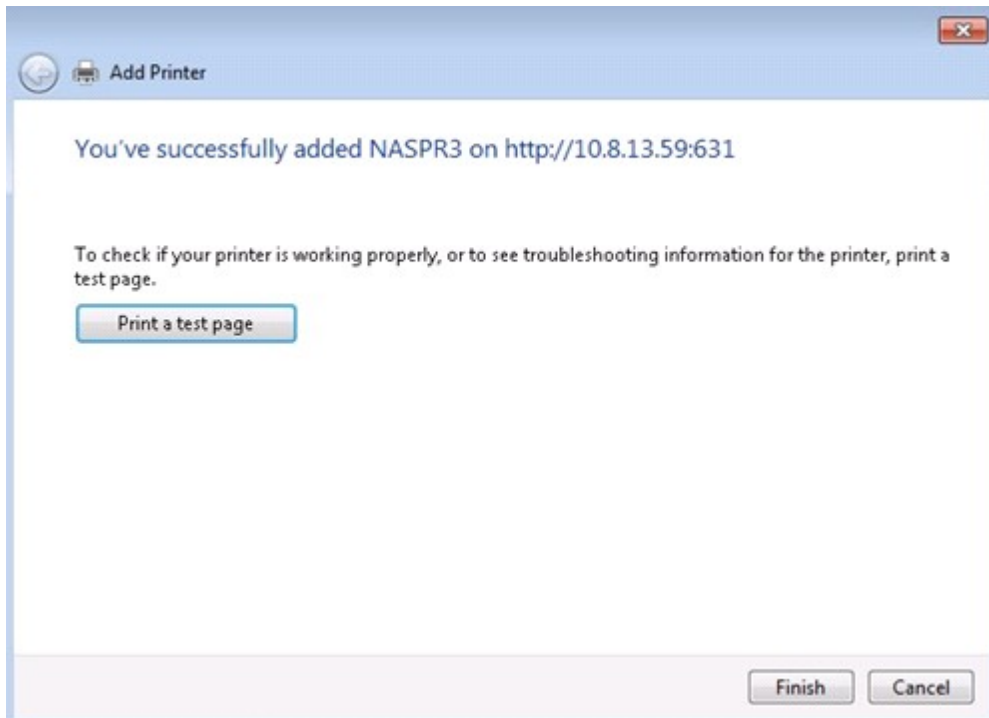 Add Printer
You've successfully added NASPR3 on http://10.8.13.59:631
To check if your printer is working properly, or to see troubleshooting information for the printer, print a
test page.
Print a test page
Finish
Cancel